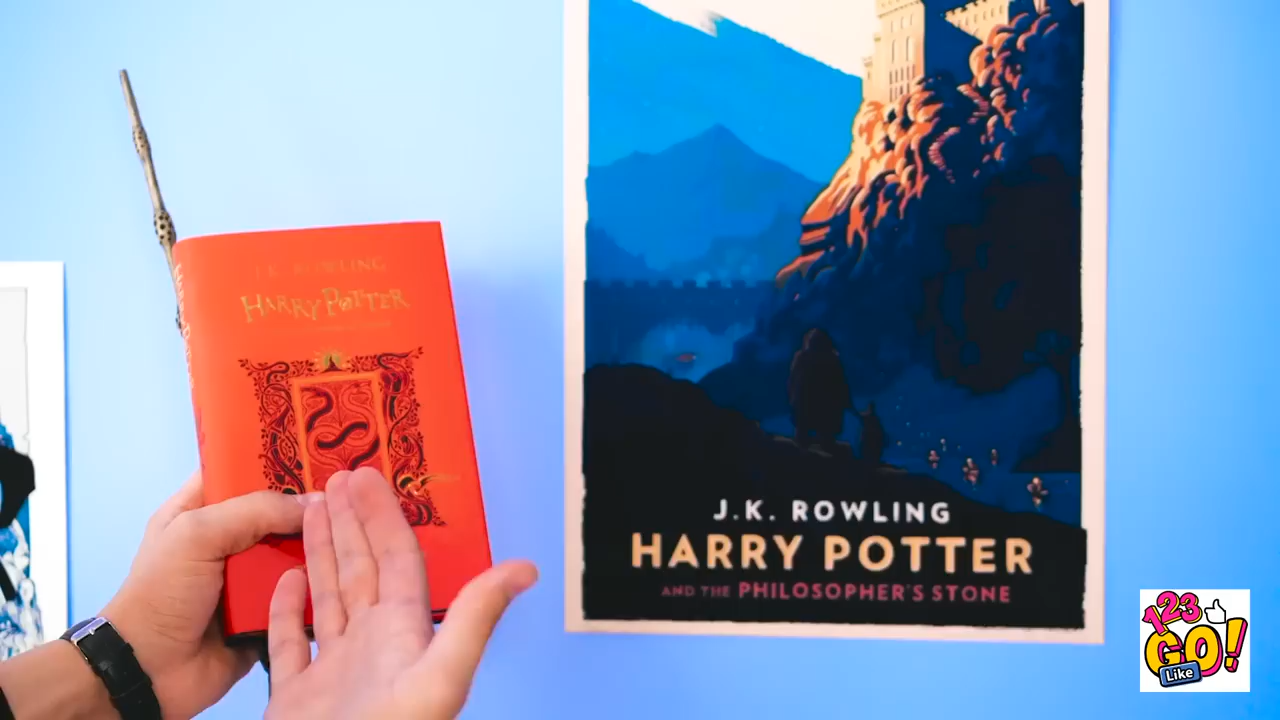 J.K. ROWLING
HARRY POTTER
J.K. ROWLING
HARRY POTTER
AND THE PHILOSOPHER'S STONE
123
GO!
Like